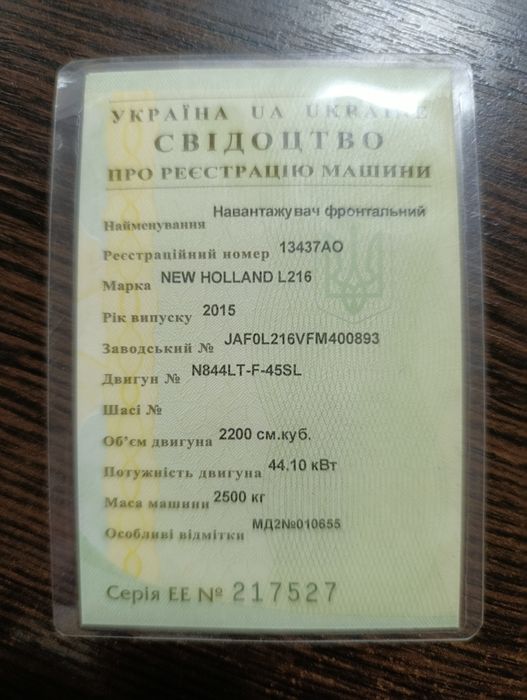 УКРАЇНА UA UKRAINE
СВІДОЦТВО
ПРО РЕЄСТРАЦІЮ МАШИНИ
Найменування Навантажувач фронтальний
Реєстраційний номер 13437АО
Марка NEW HOLLAND L216
Рік випуску 2015
Заводський № JAF0L216VFM400893
Двигун № N844LT-F-45SL
Шасі №
Об'єм двигуна 2200 см.куб.
Потужність двигуна 44.10 кВт
Маса машини 2500 кг
Особливі відмітки МД2№010655
Серія ЕЕ № 217527